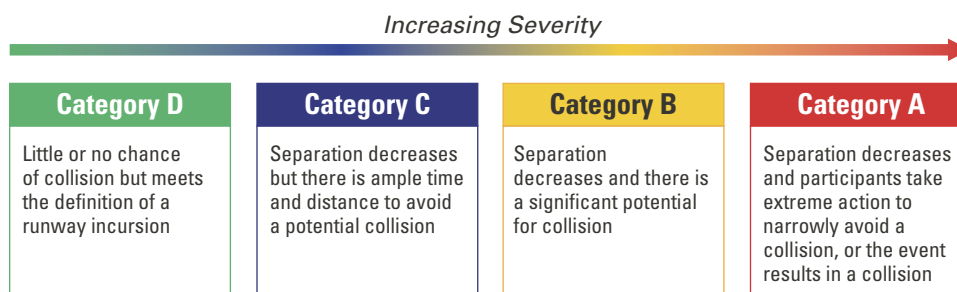 Increasing Severity
Category D
Little or no chance
of collision but meets
the definition of a
runway incursion
Category C
Separation decreases
but there is ample time
and distance to avoid
a potential collision
Category B
Separation
decreases and there is
a significant potential
for collision
Category A
Separation decreases
and participants take
extreme action to
narrowly avoid a
collision, or the event
results in a collision